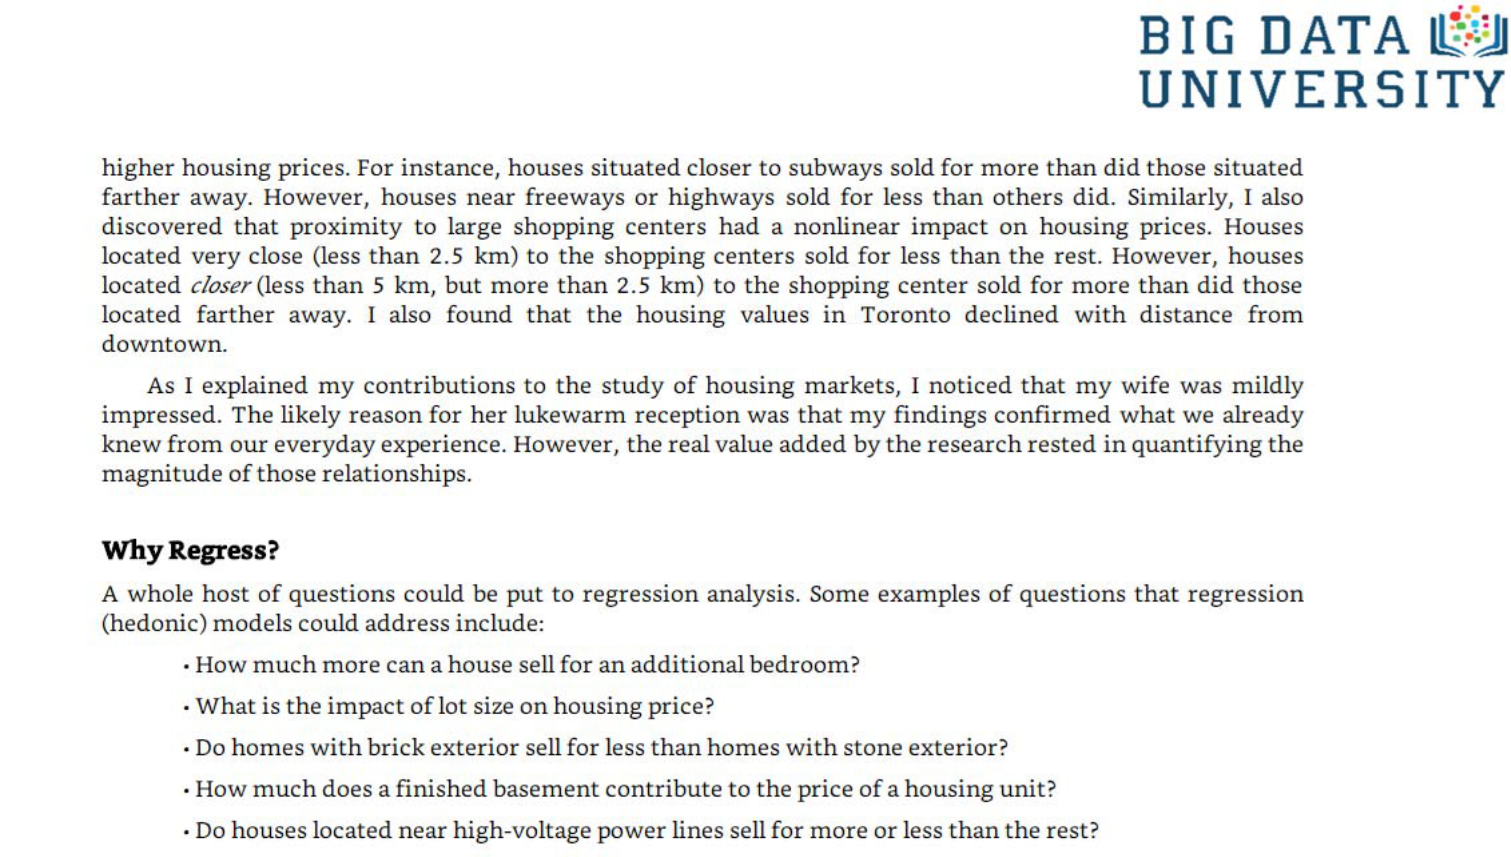 BIG DATA
UNIVERSITY
higher housing prices. For instance, houses situated closer to subways sold for more than did those situated
farther away. However, houses near freeways or highways sold for less than others did. Similarly, I also
discovered that proximity to large shopping centers had a nonlinear impact on housing prices. Houses
located very close (less than 2.5 km) to the shopping centers sold for less than the rest. However, houses
located closer (less than 5 km, but more than 2.5 km) to the shopping center sold for more than did those
located farther away. I also found that the housing values in Toronto declined with distance from
downtown.
As I explained my contributions to the study of housing markets, I noticed that my wife was mildly
impressed. The likely reason for her lukewarm reception was that my findings confirmed what we already
knew from our everyday experience. However, the real value added by the research rested in quantifying the
magnitude of those relationships.
Why Regress?
A whole host of questions could be put to regression analysis. Some examples of questions that regression
(hedonic) models could address include:
• How much more can a house sell for an additional bedroom?
• What is the impact of lot size on housing price?
• Do homes with brick exterior sell for less than homes with stone exterior?
• How much does a finished basement contribute to the price of a housing unit?
• Do houses located near high-voltage power lines sell for more or less than the rest?